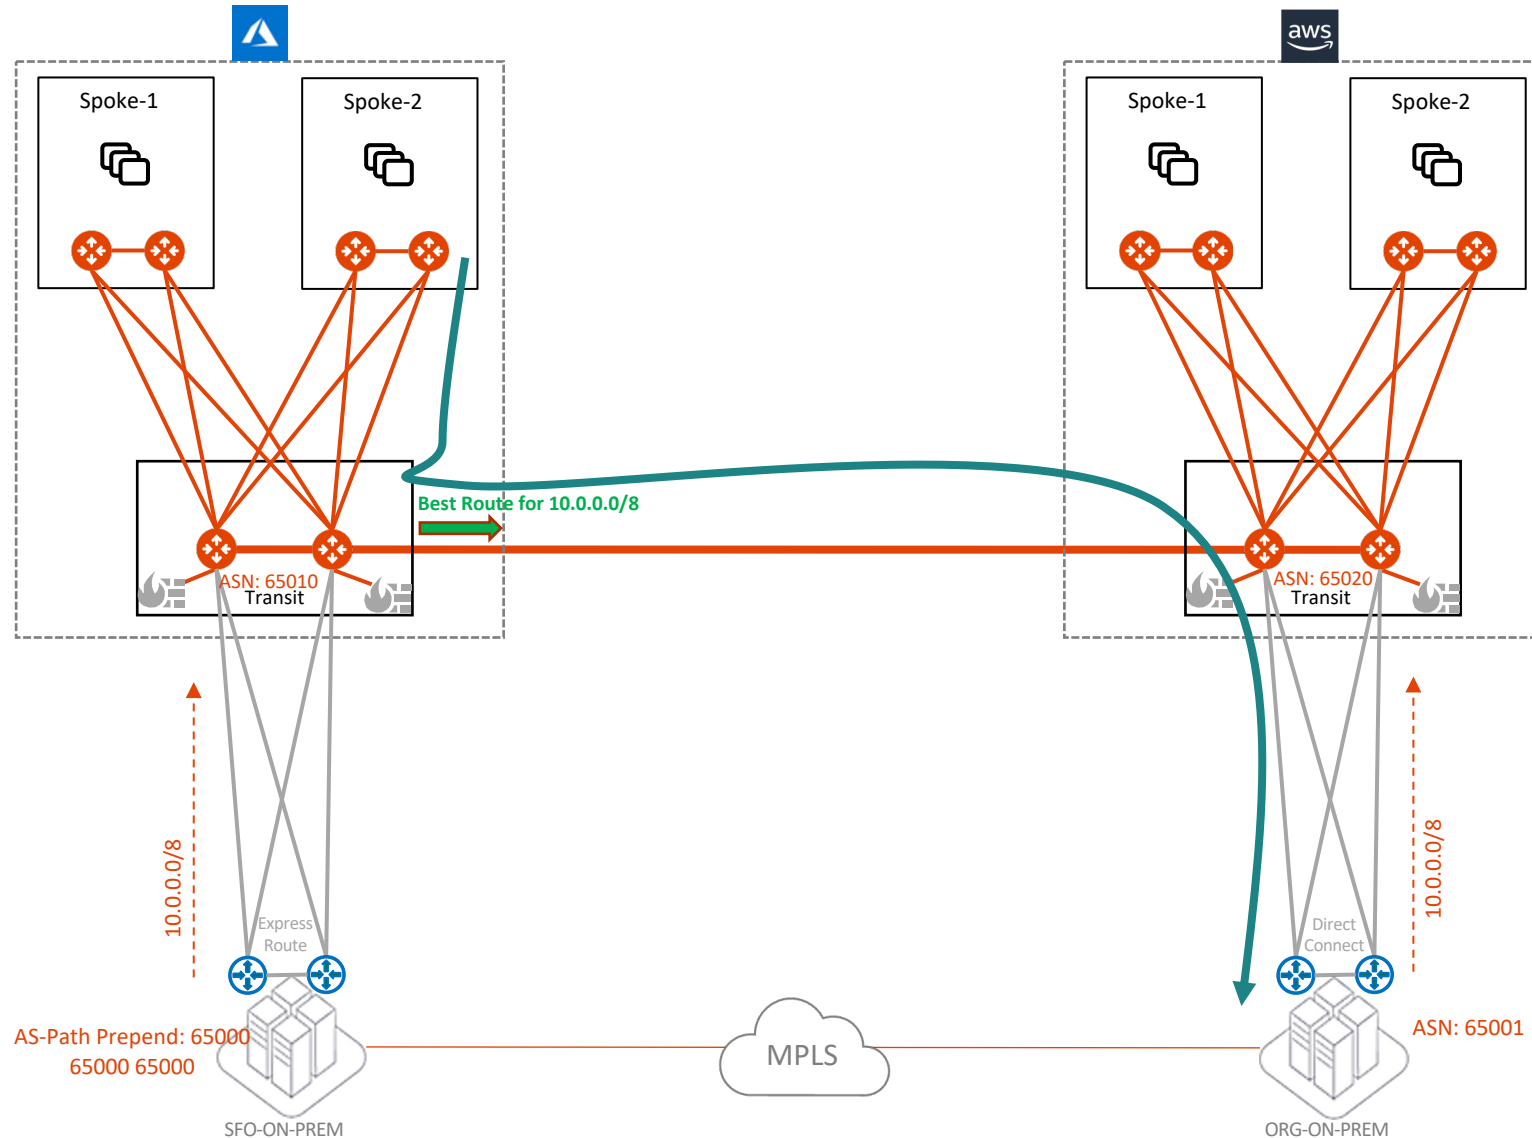 aws
Spoke-1
Spoke-2
Spoke-1
Spoke-2
Best Route for 10.0.0.0/8
ASN: 65010
Transit
ASN: 65020
Transit
10.0.0.0/8
10.0.0.0/8
Express
Route
Direct
Connect
AS-Path Prepend: 65000
65000 65000
MPLS
ASN: 65001
SFO-ON-PREM
ORG-ON-PREM